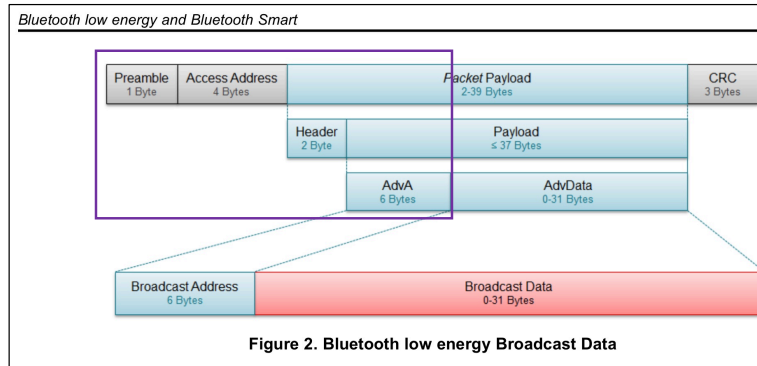 Bluetooth low energy and Bluetooth Smart
Preamble Access Address Packet Payload CRC
1 Byte 4 Bytes 2-39 Bytes 3 Bytes
Header Payload
2 Byte ≤ 37 Bytes
AdvA AdvData
6 Bytes 0-31 Bytes
Broadcast Address Broadcast Data
6 Bytes 0-31 Bytes
Figure 2. Bluetooth low energy Broadcast Data